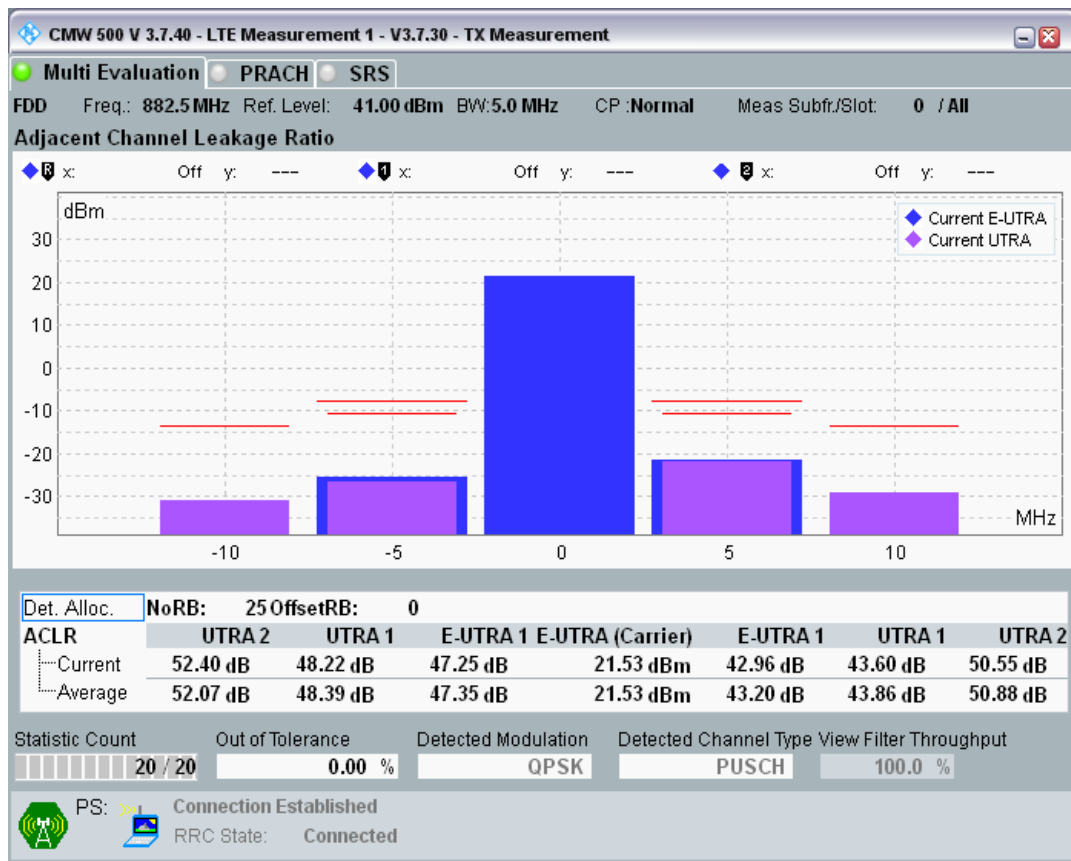 CMW 500 V 3.7.40 - LTE Measurement 1 - V3.7.30 - TX Measurement
Multi Evaluation PRACH SRS
FDD Freq.: 882.5 MHz Ref. Level: 41.00 dBm BW: 5.0 MHz CP : Normal Meas Subfr./Slot: 0 / All
Adjacent Channel Leakage Ratio
R x: Off y: --- 1 x: Off y: --- 2 x: Off y: ---
dBm
Current E-UTRA
Current UTRA
30
20
10
0
-10
-20
-30
MHz
-10 -5 0 5 10
Det. Alloc. NoRB: 25 OffsetRB: 0
ACLR UTRA 2 UTRA 1 E-UTRA 1 E-UTRA (Carrier) E-UTRA 1 UTRA 1 UTRA 2
Current 52.40 dB 48.22 dB 47.25 dB 21.53 dBm 42.96 dB 43.60 dB 50.55 dB
Average 52.07 dB 48.39 dB 47.35 dB 21.53 dBm 43.20 dB 43.86 dB 50.88 dB
Statistic Count Out of Tolerance Detected Modulation Detected Channel Type View Filter Throughput
20 / 20 0.00 % QPSK PUSCH 100.0 %
PS: Connection Established
RRC State: Connected